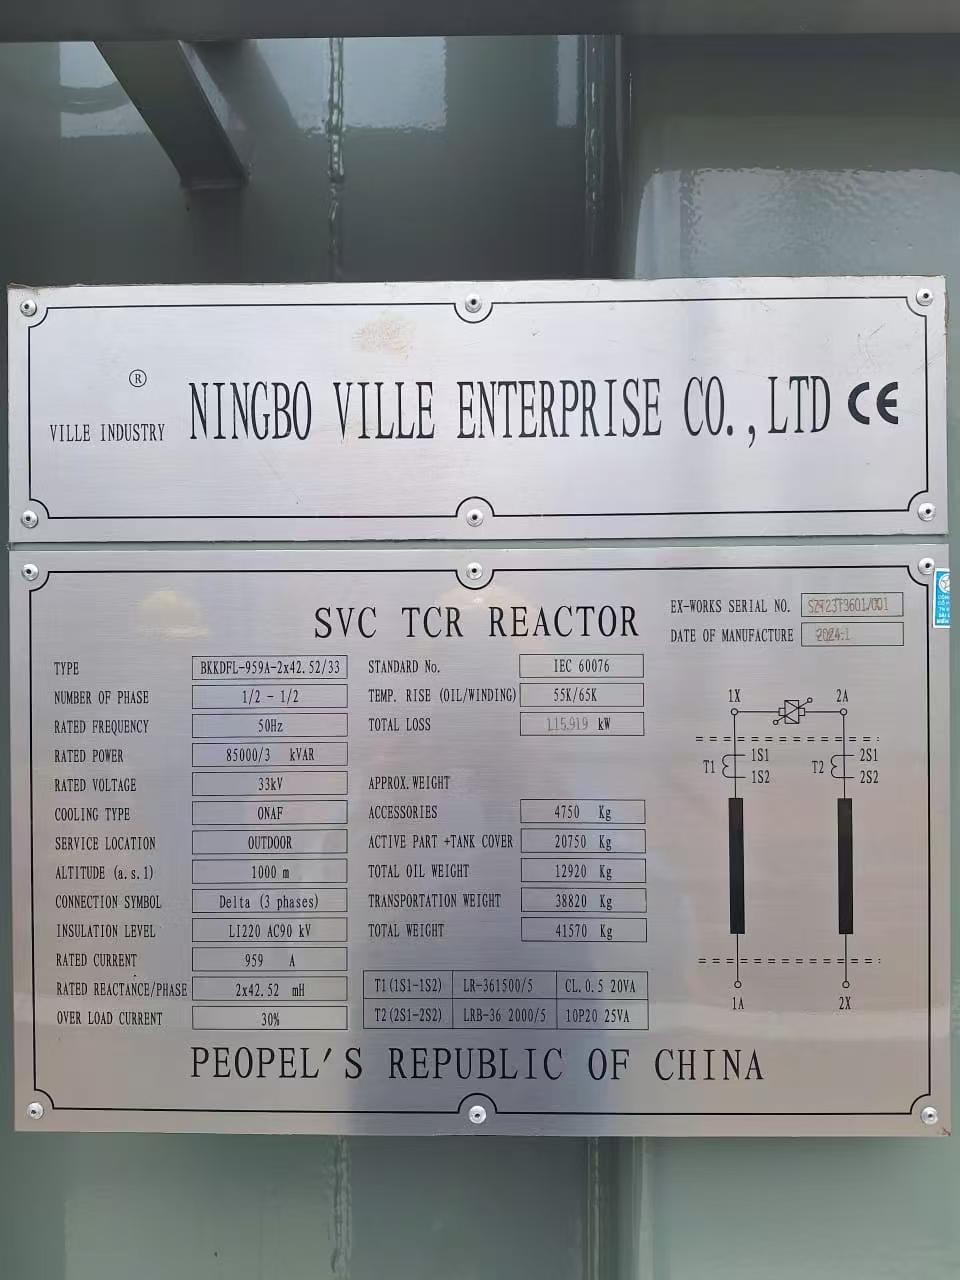 ®
VILLE INDUSTRY NINGBO VILLE ENTERPRISE CO.,LTD CE
SVC TCR REACTOR
EX-WORKS SERIAL NO.
DATE OF MANUFACTURE 2024.1
TYPE BKKDFL-959A-2x42.52/33
NUMBER OF PHASE 1/2 - 1/2
RATED FREQUENCY 50Hz
RATED POWER 85000/3 kVAR
RATED VOLTAGE 33kV
COOLING TYPE ONAF
SERVICE LOCATION OUTDOOR
ALTITUDE (a.s.l) 1000 m
CONNECTION SYMBOL Delta (3 phases)
INSULATION LEVEL LI220 AC90 kV
RATED CURRENT 959 A
RATED REACTANCE/PHASE 2x42.52 mH
OVER LOAD CURRENT 30%
STANDARD No. IEC 60076
TEMP. RISE (OIL/WINDING) 55K/65K
TOTAL LOSS 115.919 kW
APPROX. WEIGHT
ACCESSORIES 4750 Kg
ACTIVE PART +TANK COVER 20750 Kg
TOTAL OIL WEIGHT 12920 Kg
TRANSPORTATION WEIGHT 38820 Kg
TOTAL WEIGHT 41570 Kg
T1(1S1-1S2) LR-361500/5 CL.0.5 20VA
T2(2S1-2S2) LRB-36 2000/5 10P20 25VA
1X 2A
T1 1S1 1S2
T2 2S1 2S2
1A 2X
PEOPEL'S REPUBLIC OF CHINA